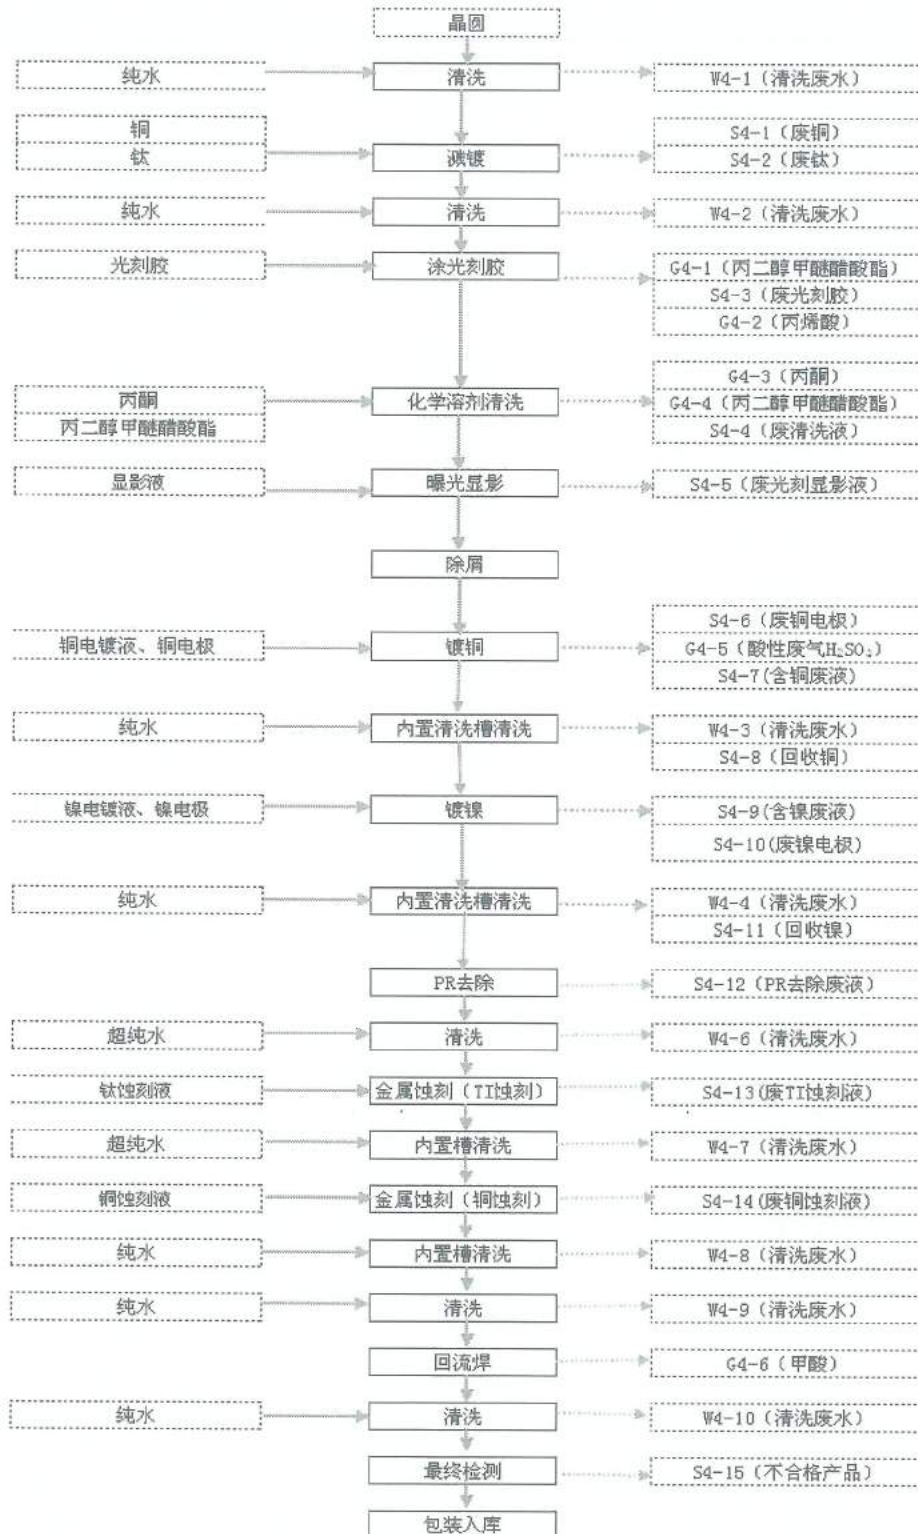 晶圆
纯水
清洗
W4-1（清洗废水）
铜
钛
溅镀
S4-1（废铜）
S4-2（废钛）
纯水
清洗
W4-2（清洗废水）
光刻胶
涂光刻胶
G4-1（丙二醇甲醚醋酸酯）
S4-3（废光刻胶）
G4-2（丙烯酸）
丙酮
丙二醇甲醚醋酸酯
化学溶剂清洗
G4-3（丙酮）
G4-4（丙二醇甲醚醋酸酯）
S4-4（废清洗液）
显影液
曝光显影
S4-5（废光刻显影液）
除屑
铜电镀液、铜电极
镀铜
S4-6（废铜电极）
G4-5（酸性废气H₂SO₄）
S4-7(含铜废液)
纯水
内置清洗槽清洗
W4-3（清洗废水）
S4-8（回收铜）
镍电镀液、镍电极
镀镍
S4-9(含镍废液)
S4-10(废镍电极)
纯水
内置清洗槽清洗
W4-4（清洗废水）
S4-11（回收镍）
PR去除
S4-12（PR去除废液）
超纯水
清洗
W4-6（清洗废水）
钛蚀刻液
金属蚀刻（TI蚀刻）
S4-13(废TI蚀刻液)
超纯水
内置槽清洗
W4-7（清洗废水）
铜蚀刻液
金属蚀刻（铜蚀刻）
S4-14(废铜蚀刻液)
纯水
内置槽清洗
W4-8（清洗废水）
纯水
清洗
W4-9（清洗废水）
回流焊
G4-6（甲酸）
纯水
清洗
W4-10（清洗废水）
最终检测
S4-15（不合格产品）
包装入库